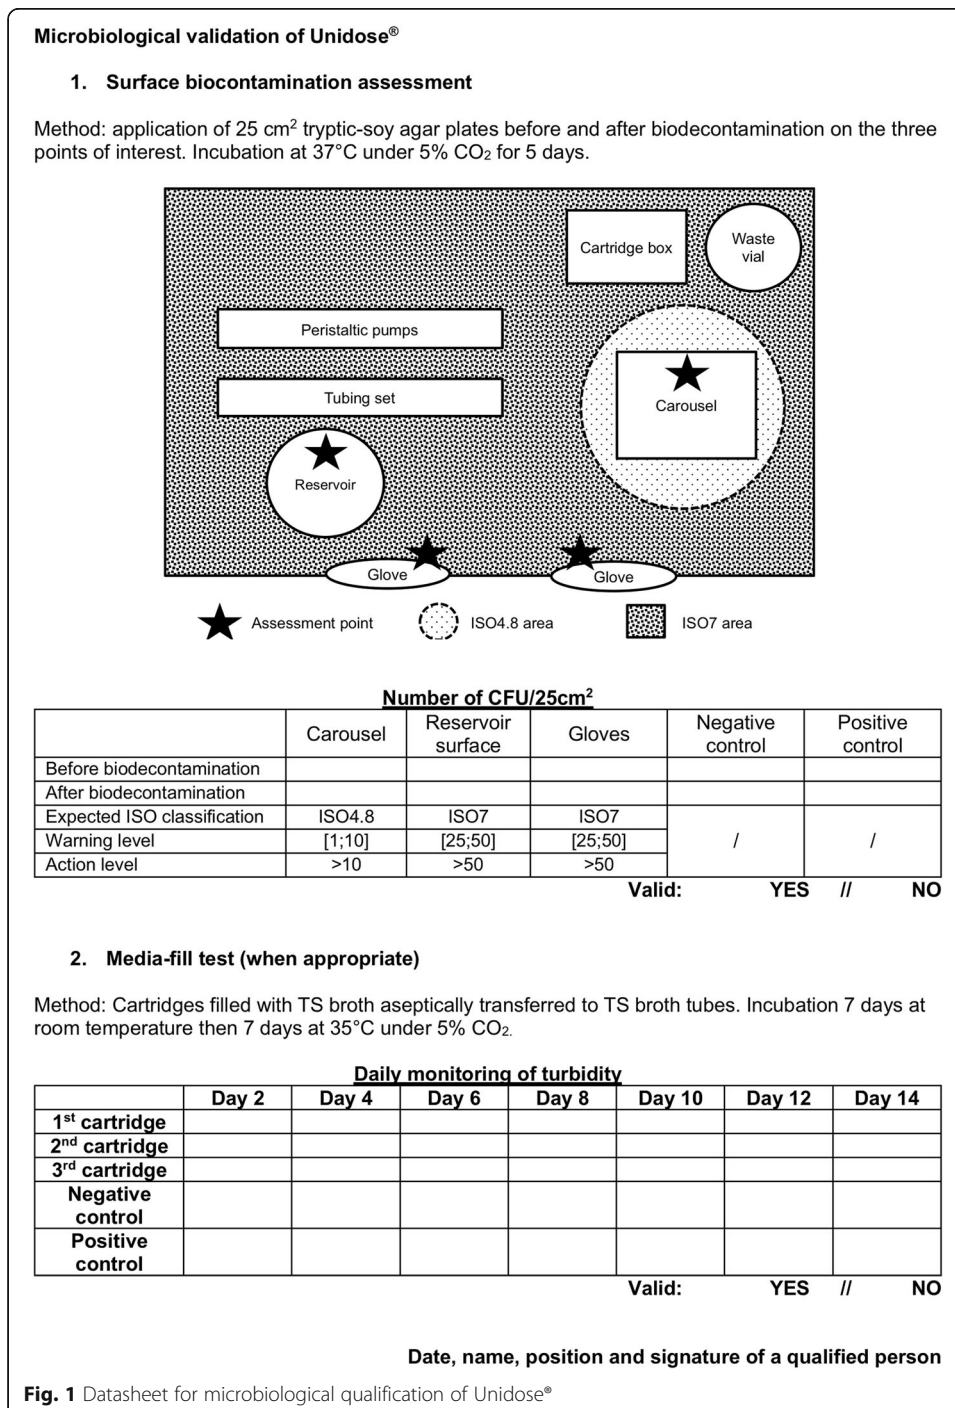 Microbiological validation of Unidose®
1. Surface biocontamination assessment
Method: application of 25 cm² tryptic-soy agar plates before and after biodecontamination on the three
points of interest. Incubation at 37°C under 5% CO₂ for 5 days.
Cartridge box
Waste
vial
Peristaltic pumps
Tubing set
Carousel
Reservoir
Glove
Glove
Assessment point
ISO4.8 area
ISO7 area
Number of CFU/25cm²
Carousel Reservoir surface Gloves Negative control Positive control
Before biodecontamination
After biodecontamination
Expected ISO classification ISO4.8 ISO7 ISO7
Warning level [1;10] [25;50] [25;50] / /
Action level >10 >50 >50
Valid: YES // NO
2. Media-fill test (when appropriate)
Method: Cartridges filled with TS broth aseptically transferred to TS broth tubes. Incubation 7 days at
room temperature then 7 days at 35°C under 5% CO₂.
Daily monitoring of turbidity
Day 2 Day 4 Day 6 Day 8 Day 10 Day 12 Day 14
1st cartridge
2nd cartridge
3rd cartridge
Negative
control
Positive
control
Valid: YES // NO
Date, name, position and signature of a qualified person
Fig. 1 Datasheet for microbiological qualification of Unidose®